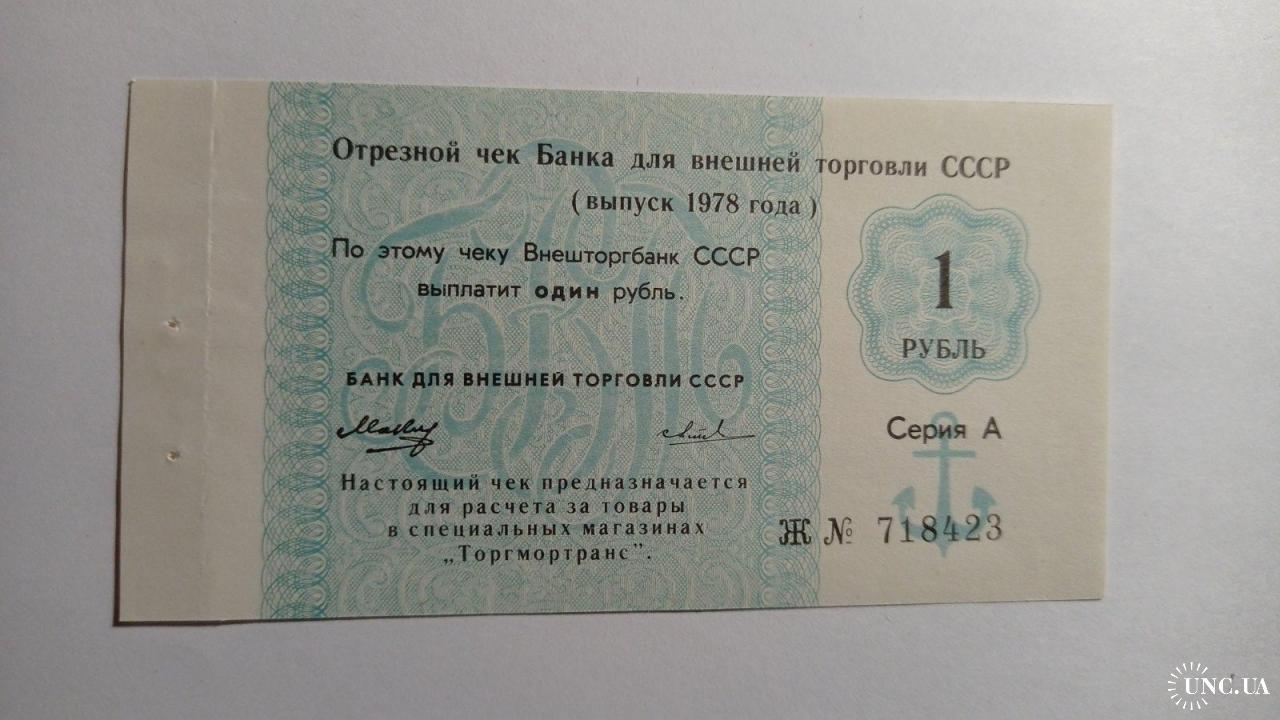 Отрезной чек Банка для внешней торговли СССР
(выпуск 1978 года)
По этому чеку Внешторгбанк СССР
выплатит один рубль.
1
РУБЛЬ
БАНК ДЛЯ ВНЕШНЕЙ ТОРГОВЛИ СССР
Серия А
Настоящий чек предназначается
для расчета за товары
в специальных магазинах
„Торгмортранс".
Ж № 718423
UNC.UA